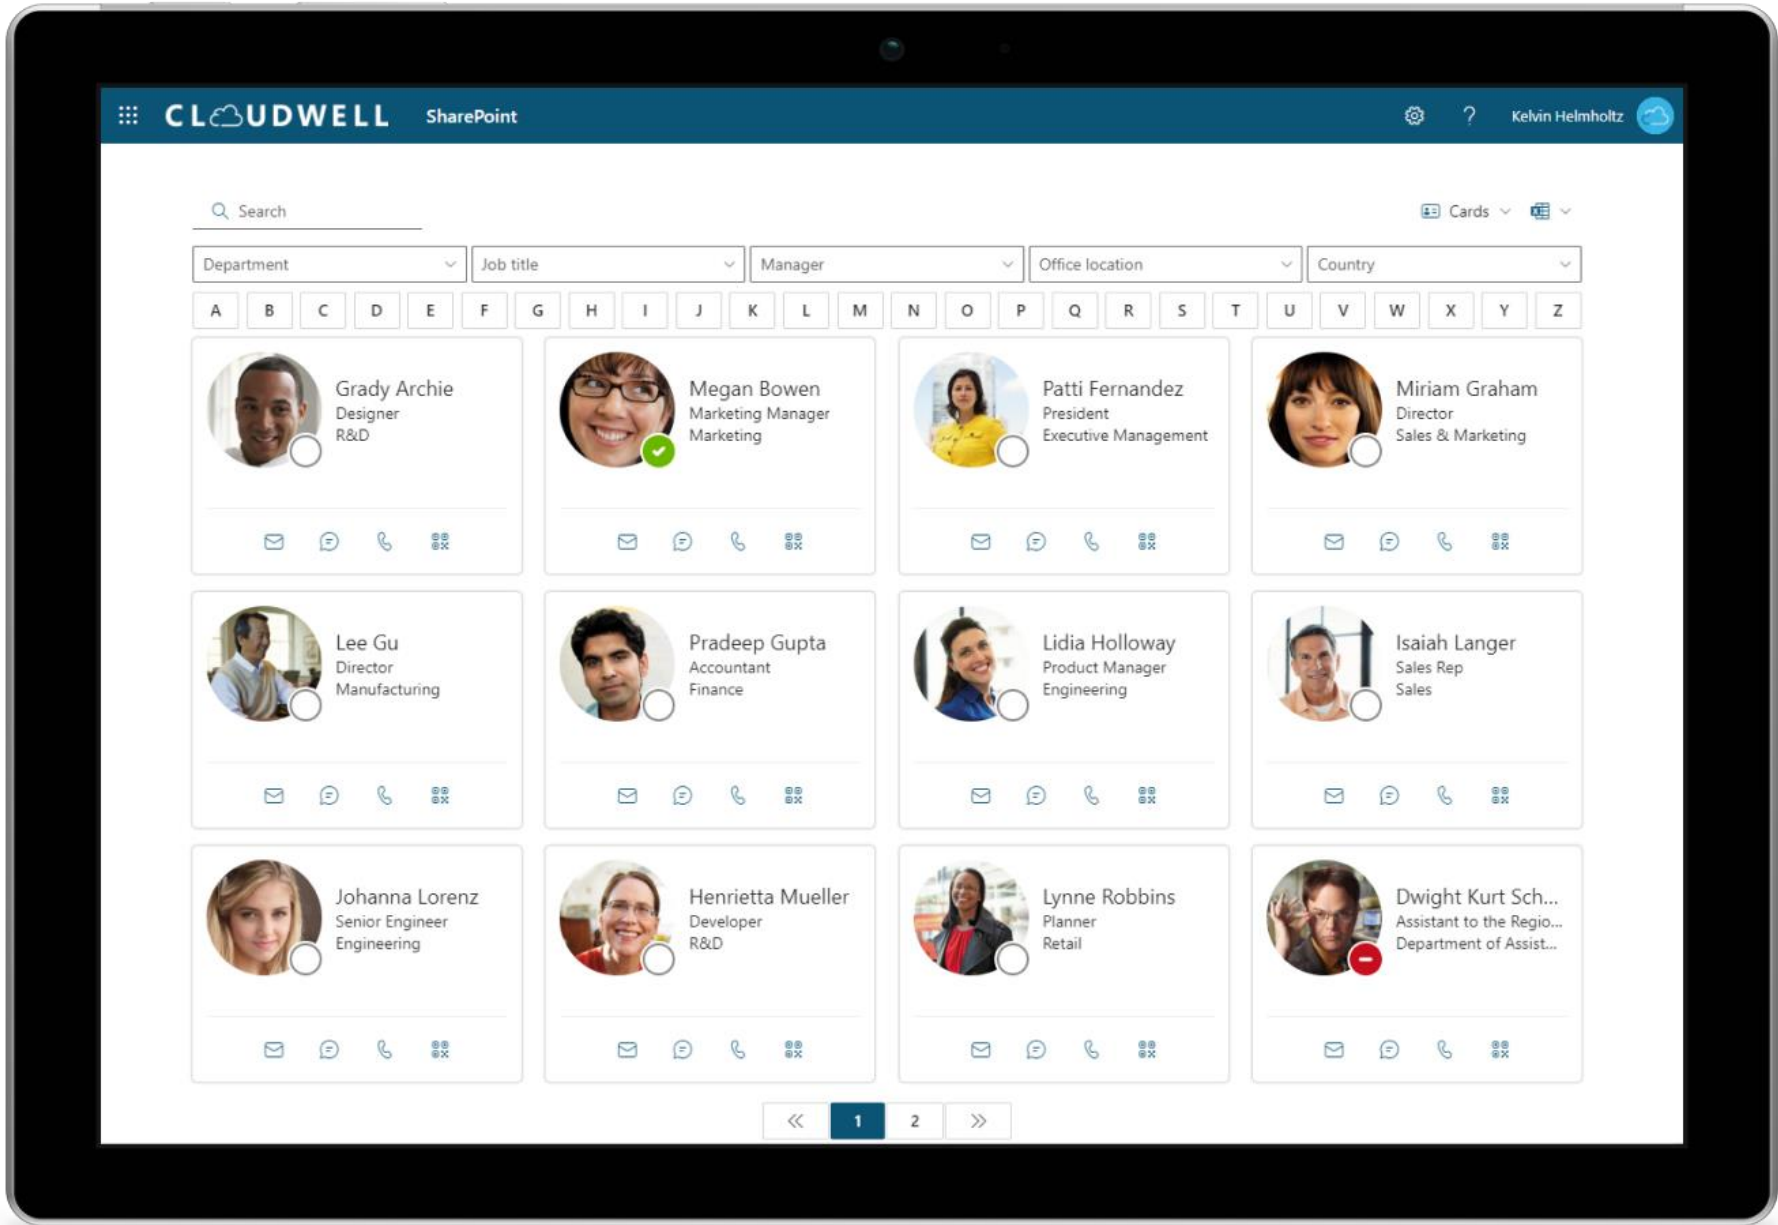 CLOUDWELL SharePoint ? Kelvin Helmholtz
Search Cards
Department Job title Manager Office location Country
A B C D E F G H I J K L M N O P Q R S T U V W X Y Z
Grady Archie
Designer
R&D
Megan Bowen
Marketing Manager
Marketing
Patti Fernandez
President
Executive Management
Miriam Graham
Director
Sales & Marketing
Lee Gu
Director
Manufacturing
Pradeep Gupta
Accountant
Finance
Lidia Holloway
Product Manager
Engineering
Isaiah Langer
Sales Rep
Sales
Johanna Lorenz
Senior Engineer
Engineering
Henrietta Mueller
Developer
R&D
Lynne Robbins
Planner
Retail
Dwight Kurt Sch...
Assistant to the Regio...
Department of Assist...
1 2